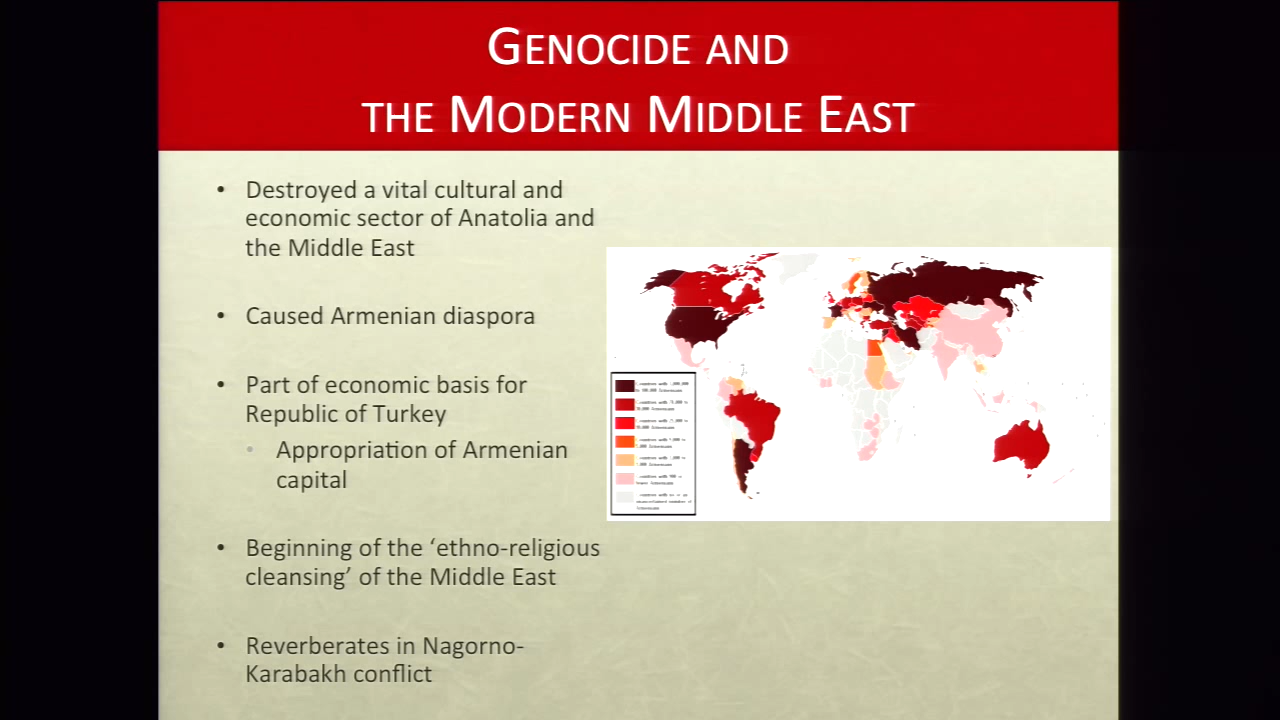 GENOCIDE AND
THE MODERN MIDDLE EAST
• Destroyed a vital cultural and
economic sector of Anatolia and
the Middle East
• Caused Armenian diaspora
• Part of economic basis for
Republic of Turkey
• Appropriation of Armenian
capital
• Beginning of the ‘ethno-religious
cleansing’ of the Middle East
• Reverberates in Nagorno-
Karabakh conflict